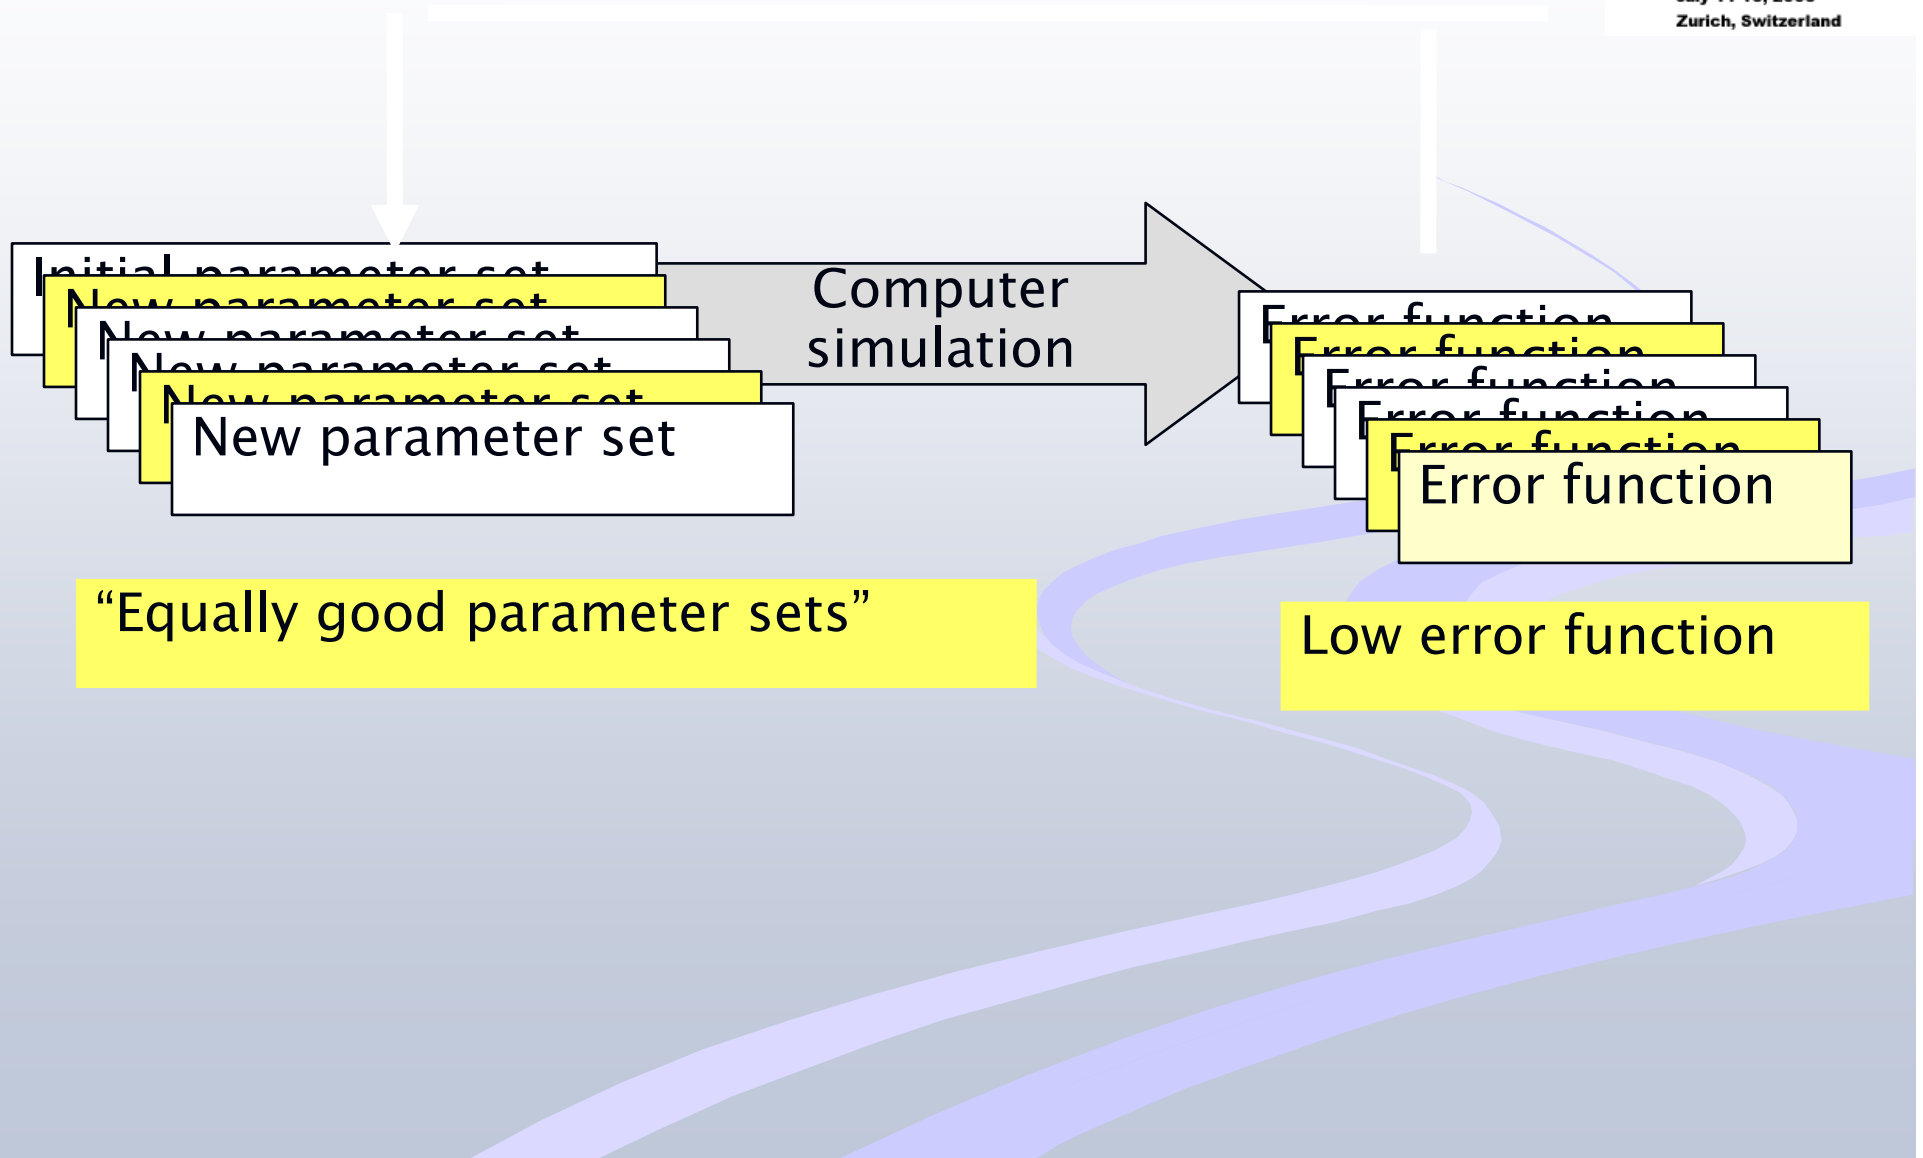 Zurich, Switzerland
Initial parameter set
New parameter set
New parameter set
New parameter set
New parameter set
New parameter set
Computer
simulation
Error function
Error function
Error function
Error function
Error function
Error function
“Equally good parameter sets”
Low error function